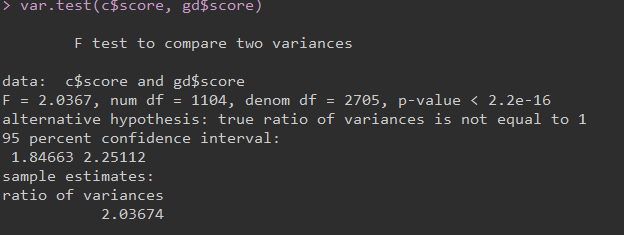 > var.test(c$score, gd$score)
F test to compare two variances
data:  c$score and gd$score
F = 2.0367, num df = 1104, denom df = 2705, p-value < 2.2e-16
alternative hypothesis: true ratio of variances is not equal to 1
95 percent confidence interval:
1.84663 2.25112
sample estimates:
ratio of variances
2.03674